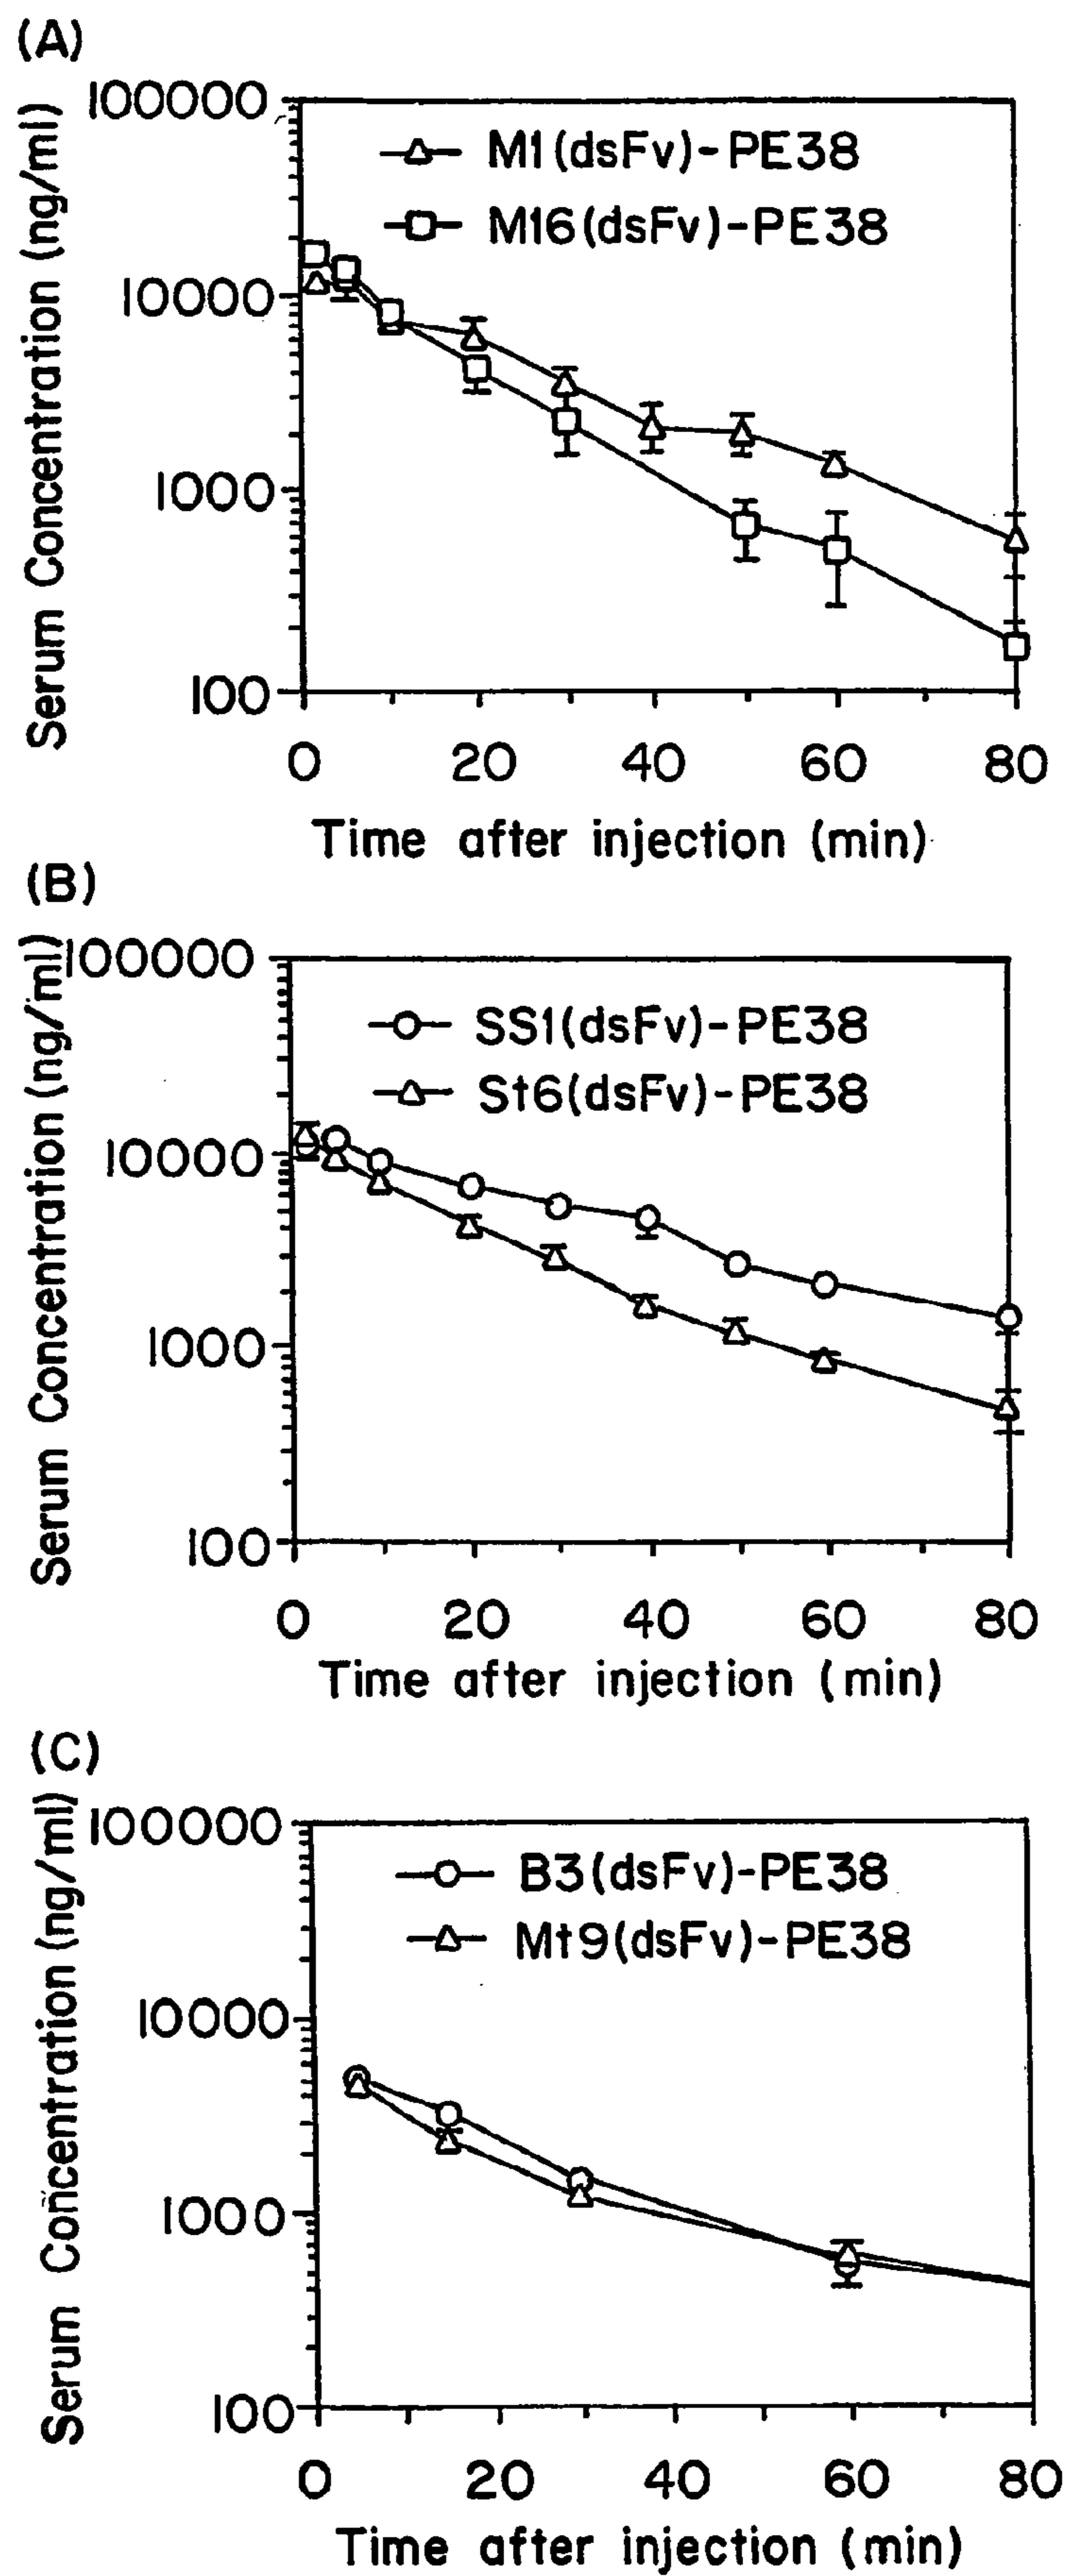 (A)
Serum Concentration (ng/ml)
100000
10000
1000
100
M1(dsFv)-PE38
M16(dsFv)-PE38
0 20 40 60 80
Time after injection (min)
(B)
Serum Concentration (ng/ml)
100000
10000
1000
100
SS1(dsFv)-PE38
St6(dsFv)-PE38
0 20 40 60 80
Time after injection (min)
(C)
Serum Concentration (ng/ml)
100000
10000
1000
100
B3(dsFv)-PE38
Mt9(dsFv)-PE38
0 20 40 60 80
Time after injection (min)